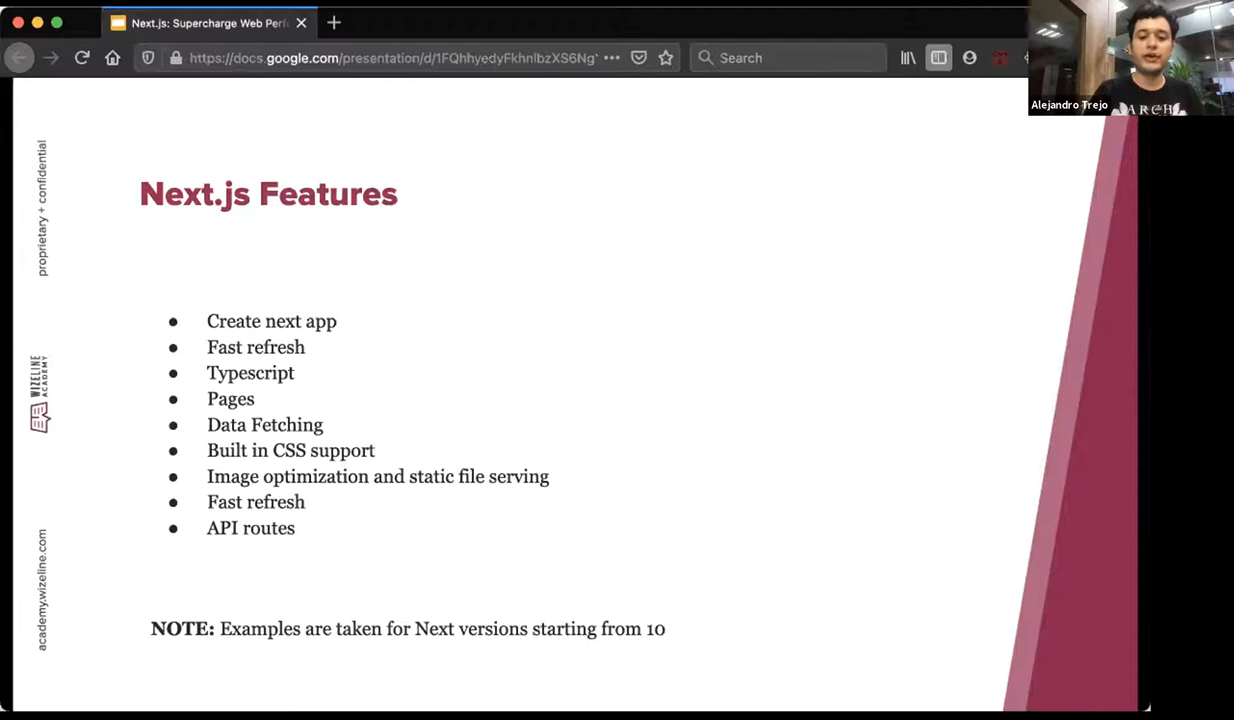 Next.js: Supercharge Web Perf
https://docs.google.com/presentation/d/1FQhhyedyFkhnlbzXS6Ng
Search
Alejandro Trejo
ARCH
proprietary + confidential
WIZELINE
ACADEMY
academy.wizeline.com
Next.js Features
● Create next app
● Fast refresh
● Typescript
● Pages
● Data Fetching
● Built in CSS support
● Image optimization and static file serving
● Fast refresh
● API routes
NOTE: Examples are taken for Next versions starting from 10